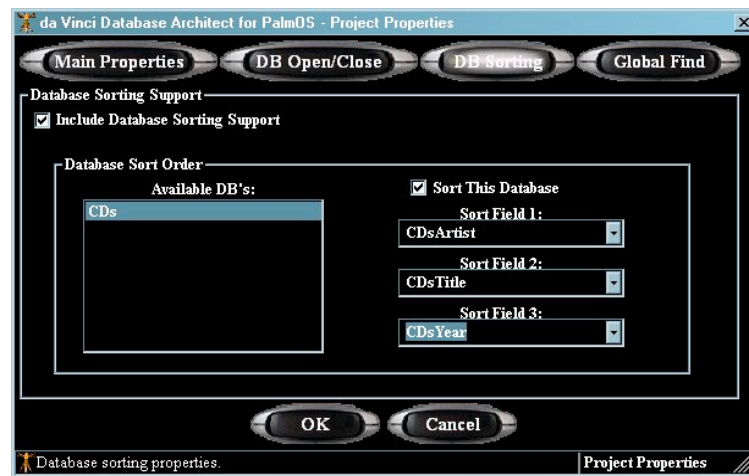 da Vinci Database Architect for PalmOS - Project Properties
Main Properties DB Open/Close DB Sorting Global Find
Database Sorting Support
Include Database Sorting Support
Database Sort Order
Available DB's:
CDs
Sort This Database
Sort Field 1:
CDsArtist
Sort Field 2:
CDsTitle
Sort Field 3:
CDsYear
OK Cancel
Database sorting properties. Project Properties